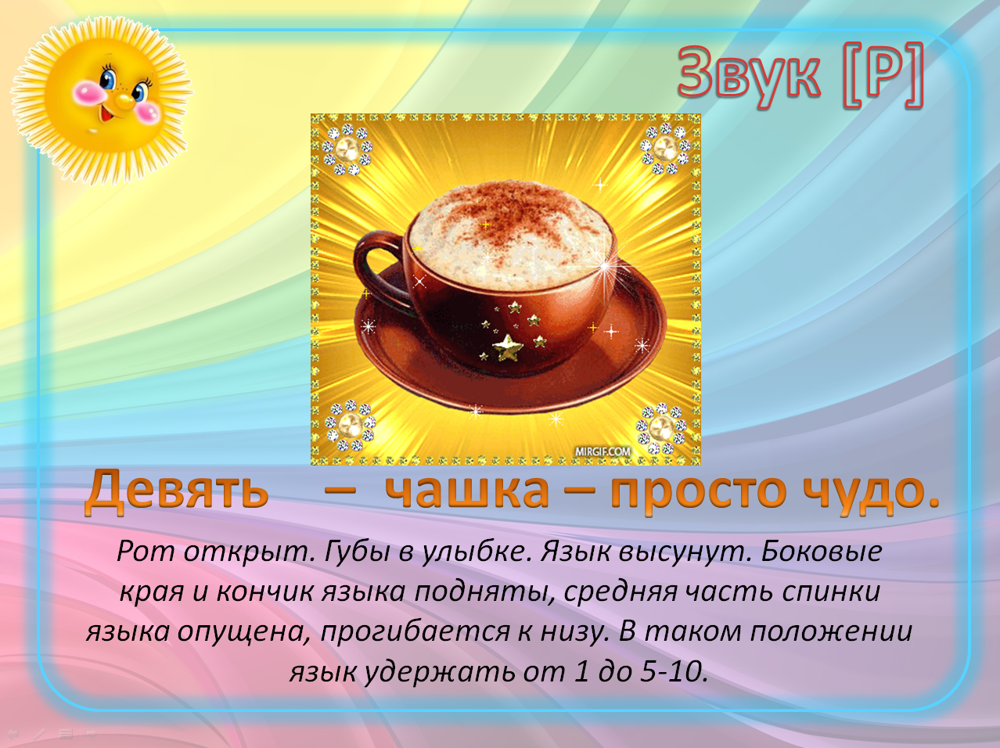 Звук [Р]
MIRGIF.COM
Девять – чашка – просто чудо.
Рот открыт. Губы в улыбке. Язык высунут. Боковые
края и кончик языка подняты, средняя часть спинки
языка опущена, прогибается к низу. В таком положении
язык удержать от 1 до 5-10.